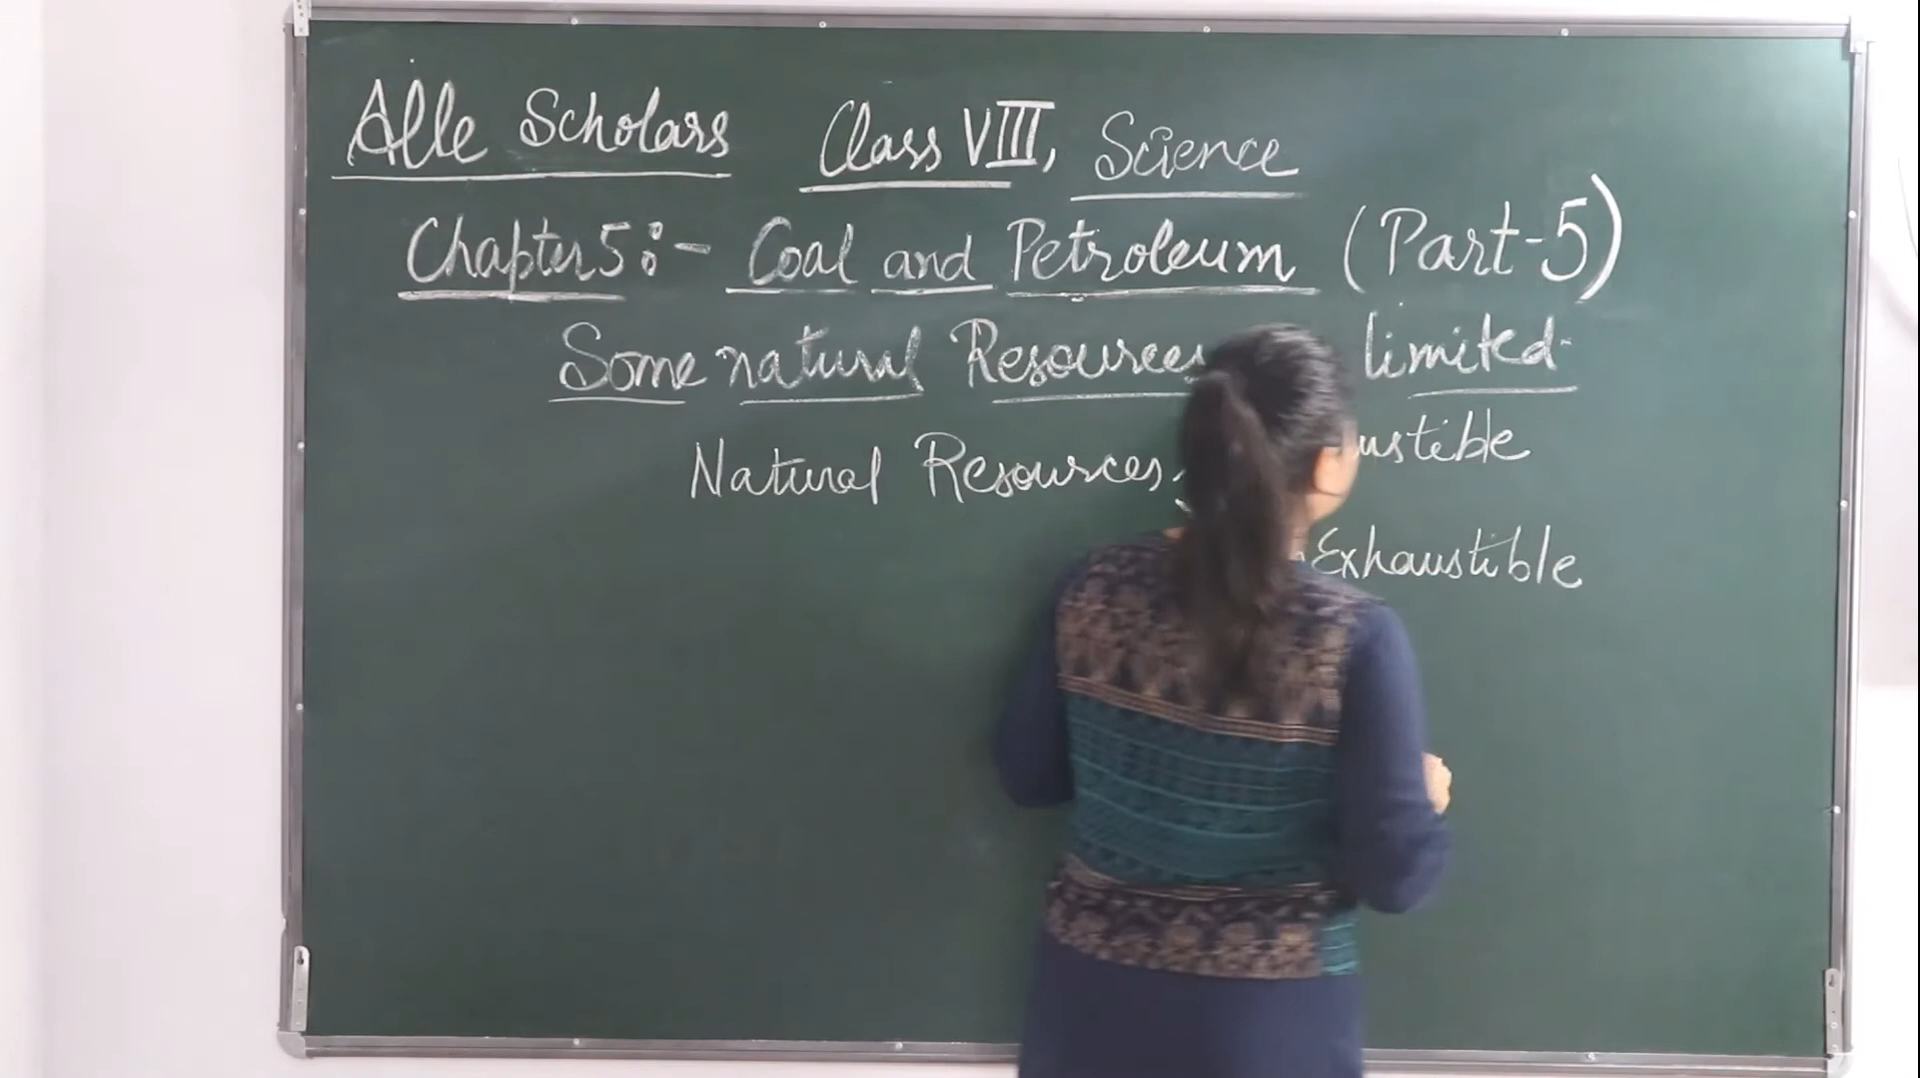 Alle Scholars Class VIII, Science
Chapter 5:- Coal and Petroleum (Part-5)
Some natural Resources limited
Natural Resources
ustible
Exhaustible